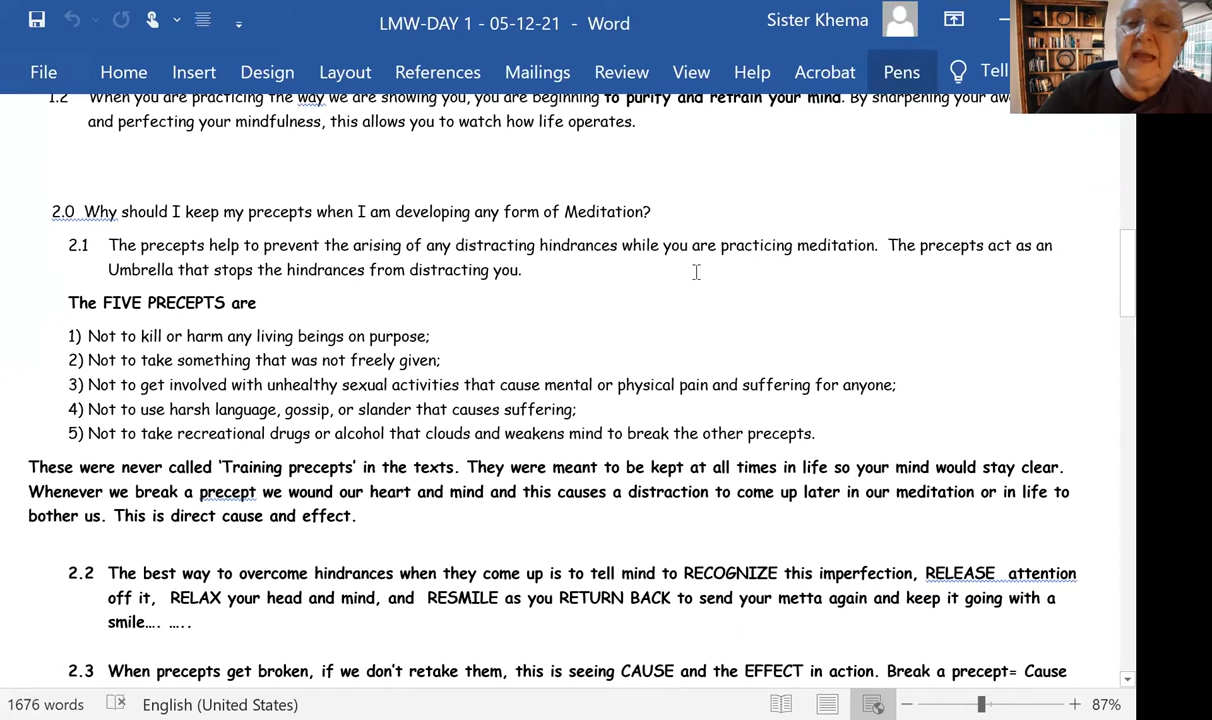 LMW-DAY 1 - 05-12-21 - Word
Sister Khema
File Home Insert Design Layout References Mailings Review View Help Acrobat Pens Tell
1.2 When you are practicing the way we are showing you, you are beginning to purify and retrain your mind. By sharpening your
and perfecting your mindfulness, this allows you to watch how life operates.
2.0 Why should I keep my precepts when I am developing any form of Meditation?
2.1 The precepts help to prevent the arising of any distracting hindrances while you are practicing meditation. The precepts act as an
Umbrella that stops the hindrances from distracting you.
The FIVE PRECEPTS are
1) Not to kill or harm any living beings on purpose;
2) Not to take something that was not freely given;
3) Not to get involved with unhealthy sexual activities that cause mental or physical pain and suffering for anyone;
4) Not to use harsh language, gossip, or slander that causes suffering;
5) Not to take recreational drugs or alcohol that clouds and weakens mind to break the other precepts.
These were never called 'Training precepts' in the texts. They were meant to be kept at all times in life so your mind would stay clear.
Whenever we break a precept we wound our heart and mind and this causes a distraction to come up later in our meditation or in life to
bother us. This is direct cause and effect.
2.2 The best way to overcome hindrances when they come up is to tell mind to RECOGNIZE this imperfection, RELEASE attention
off it, RELAX your head and mind, and RESMILE as you RETURN BACK to send your metta again and keep it going with a
smile…. …..
2.3 When precepts get broken, if we don't retake them, this is seeing CAUSE and the EFFECT in action. Break a precept= Cause
1676 words English (United States) 87%